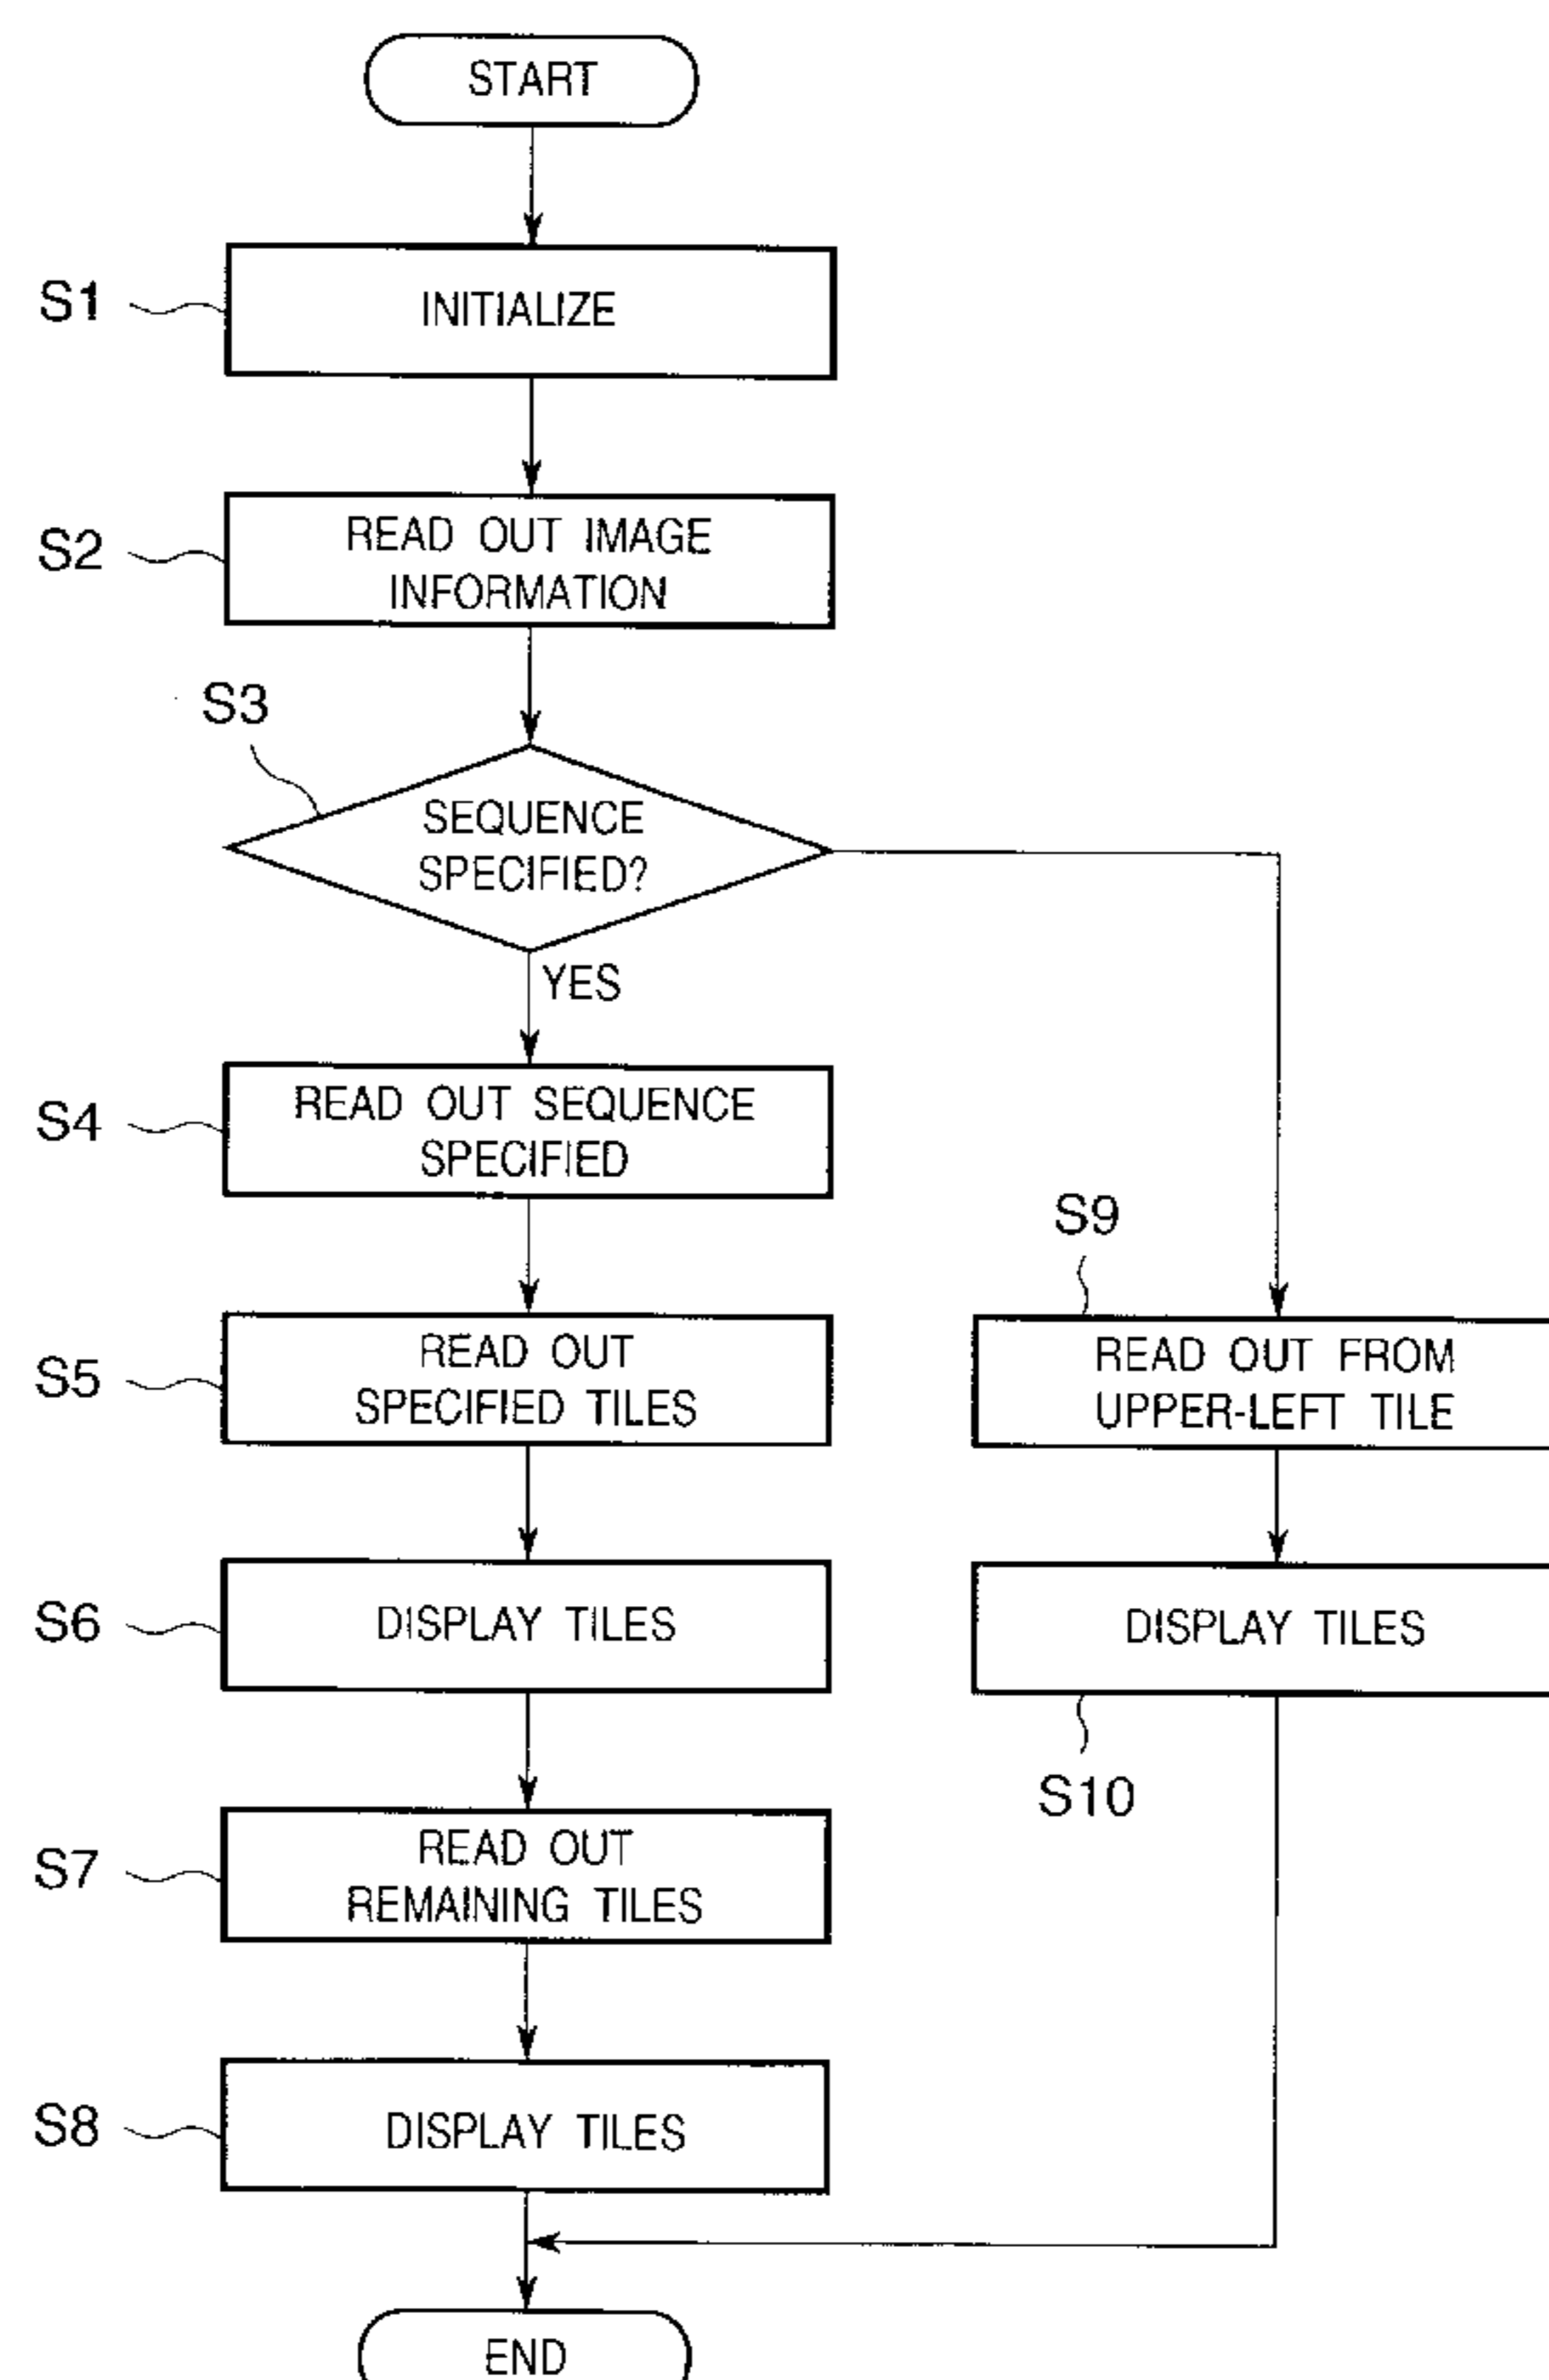 START
S1
INITIALIZE
S2
READ OUT IMAGE
INFORMATION
S3
SEQUENCE
SPECIFIED?
YES
S4
READ OUT SEQUENCE
SPECIFIED
S9
S5
READ OUT
SPECIFIED TILES
READ OUT FROM
UPPER-LEFT TILE
S6
DISPLAY TILES
DISPLAY TILES
S10
S7
READ OUT
REMAINING TILES
S8
DISPLAY TILES
END